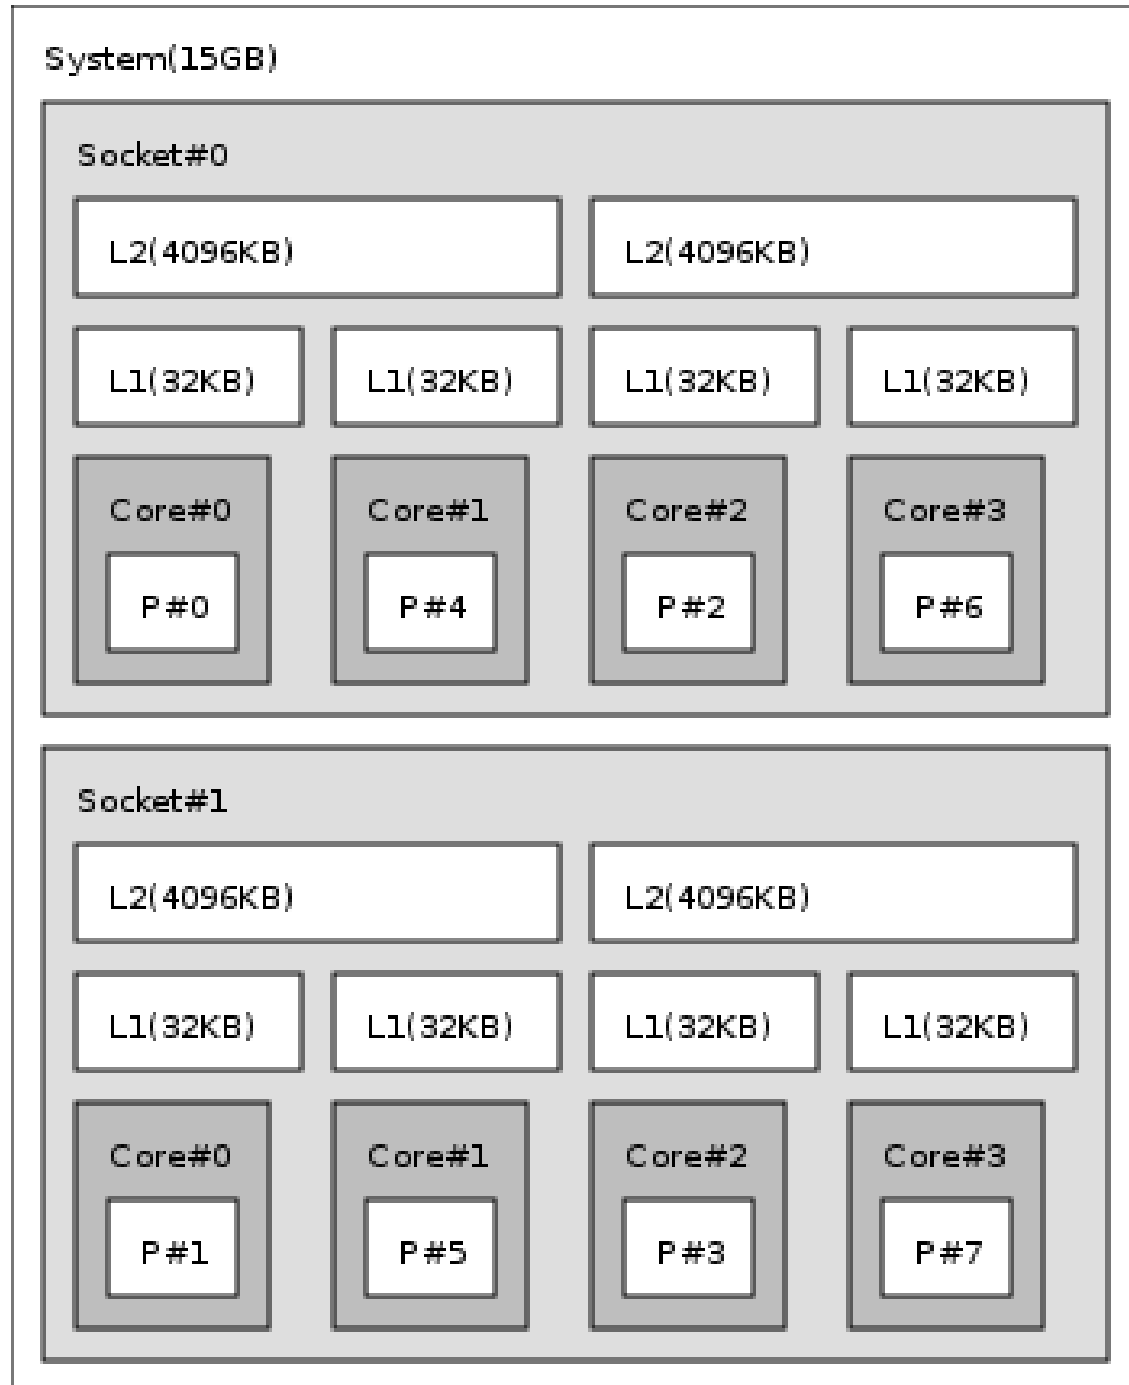 System(15GB)
Socket#0
L2(4096KB) L2(4096KB)
L1(32KB) L1(32KB) L1(32KB) L1(32KB)
Core#0 Core#1 Core#2 Core#3
P#0 P#4 P#2 P#6
Socket#1
L2(4096KB) L2(4096KB)
L1(32KB) L1(32KB) L1(32KB) L1(32KB)
Core#0 Core#1 Core#2 Core#3
P#1 P#5 P#3 P#7